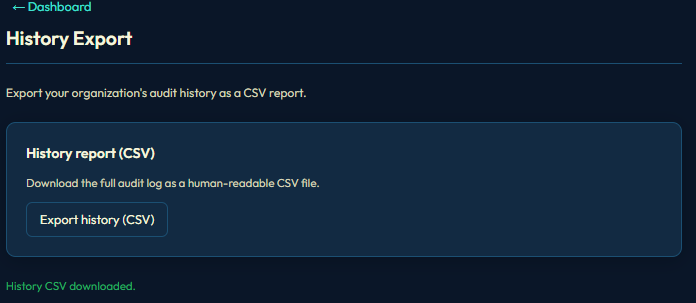 ← Dashboard
History Export
Export your organization's audit history as a CSV report.
History report (CSV)
Download the full audit log as a human-readable CSV file.
Export history (CSV)
History CSV downloaded.